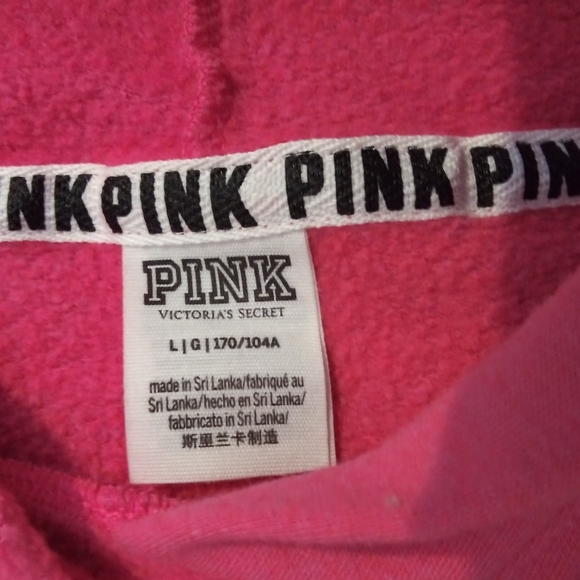 NK PINK PINK PIN
PINK
VICTORIA'S SECRET
L | G | 170/104A
made in Sri Lanka/fabriqué au
Sri Lanka/hecho en Sri Lanka/
fabbricato in Sri Lanka/
斯里兰卡制造